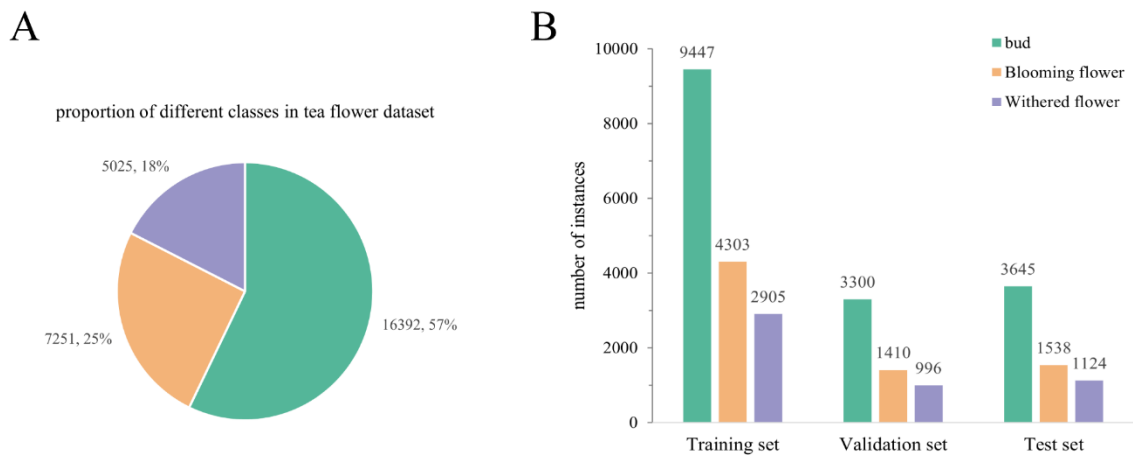 A
proportion of different classes in tea flower dataset
5025, 18%
7251, 25%
16392, 57%
B
bud
Blooming flower
Withered flower
number of instances
10000
8000
6000
4000
2000
0
9447
4303
2905
3300
1410
996
3645
1538
1124
Training set
Validation set
Test set